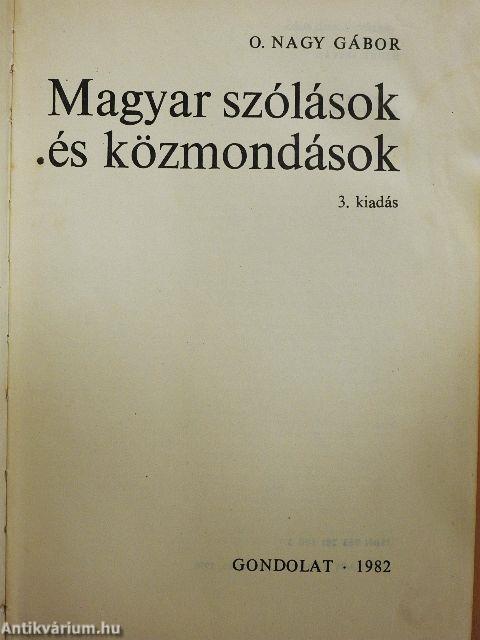 O. NAGY GÁBOR
Magyar szólások
.és közmondások
3. kiadás
GONDOLAT · 1982
Antikvárium.hu